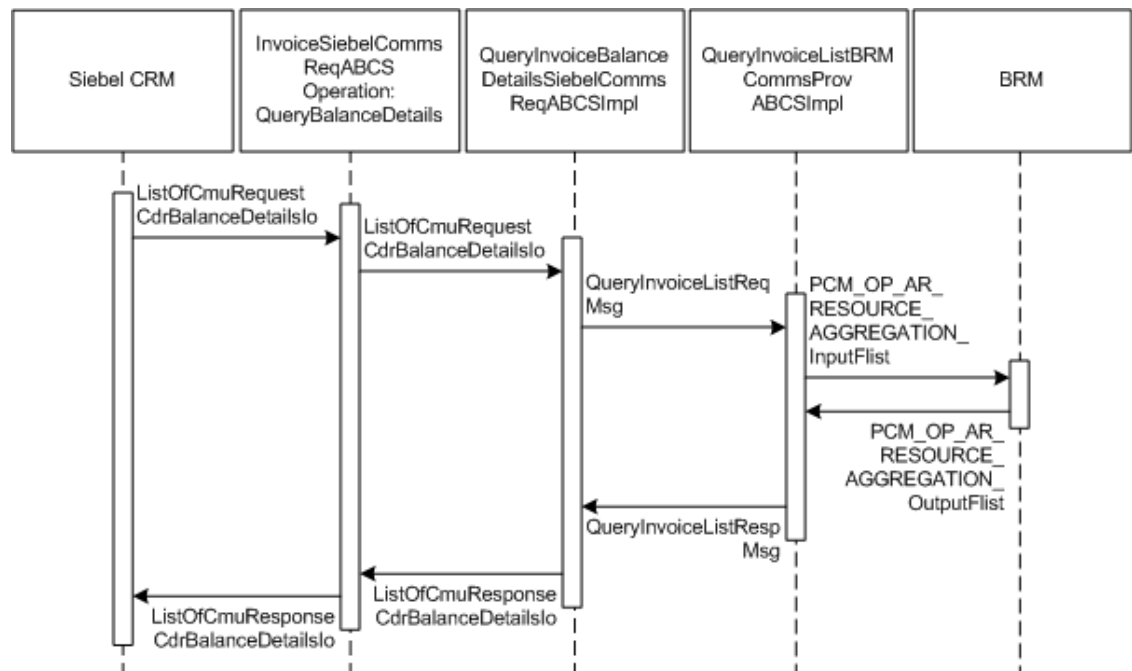 Siebel CRM
InvoiceSiebelComms
ReqABCS
Operation:
QueryBalanceDetails
QueryInvoiceBalance
DetailsSiebelComms
ReqABCSImpl
QueryInvoiceListBRM
CommsProv
ABCSImpl
BRM
ListOfCmuRequest
CdrBalanceDetailsIo
ListOfCmuRequest
CdrBalanceDetailsIo
QueryInvoiceListReq
Msg
PCM_OP_AR_
RESOURCE_
AGGREGATION_
InputFlist
PCM_OP_AR_
RESOURCE_
AGGREGATION_
OutputFlist
QueryInvoiceListResp
Msg
ListOfCmuResponse
CdrBalanceDetailsIo
ListOfCmuResponse
CdrBalanceDetailsIo